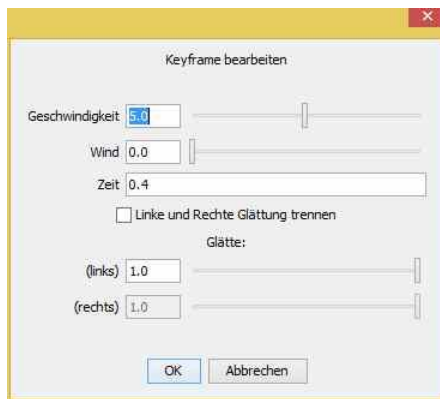 Keyframe bearbeiten
Geschwindigkeit 5.0
Wind 0.0
Zeit 0.4
Linke und Rechte Glättung trennen
Glätte:
(links) 1.0
(rechts) 1.0
OK Abbrechen